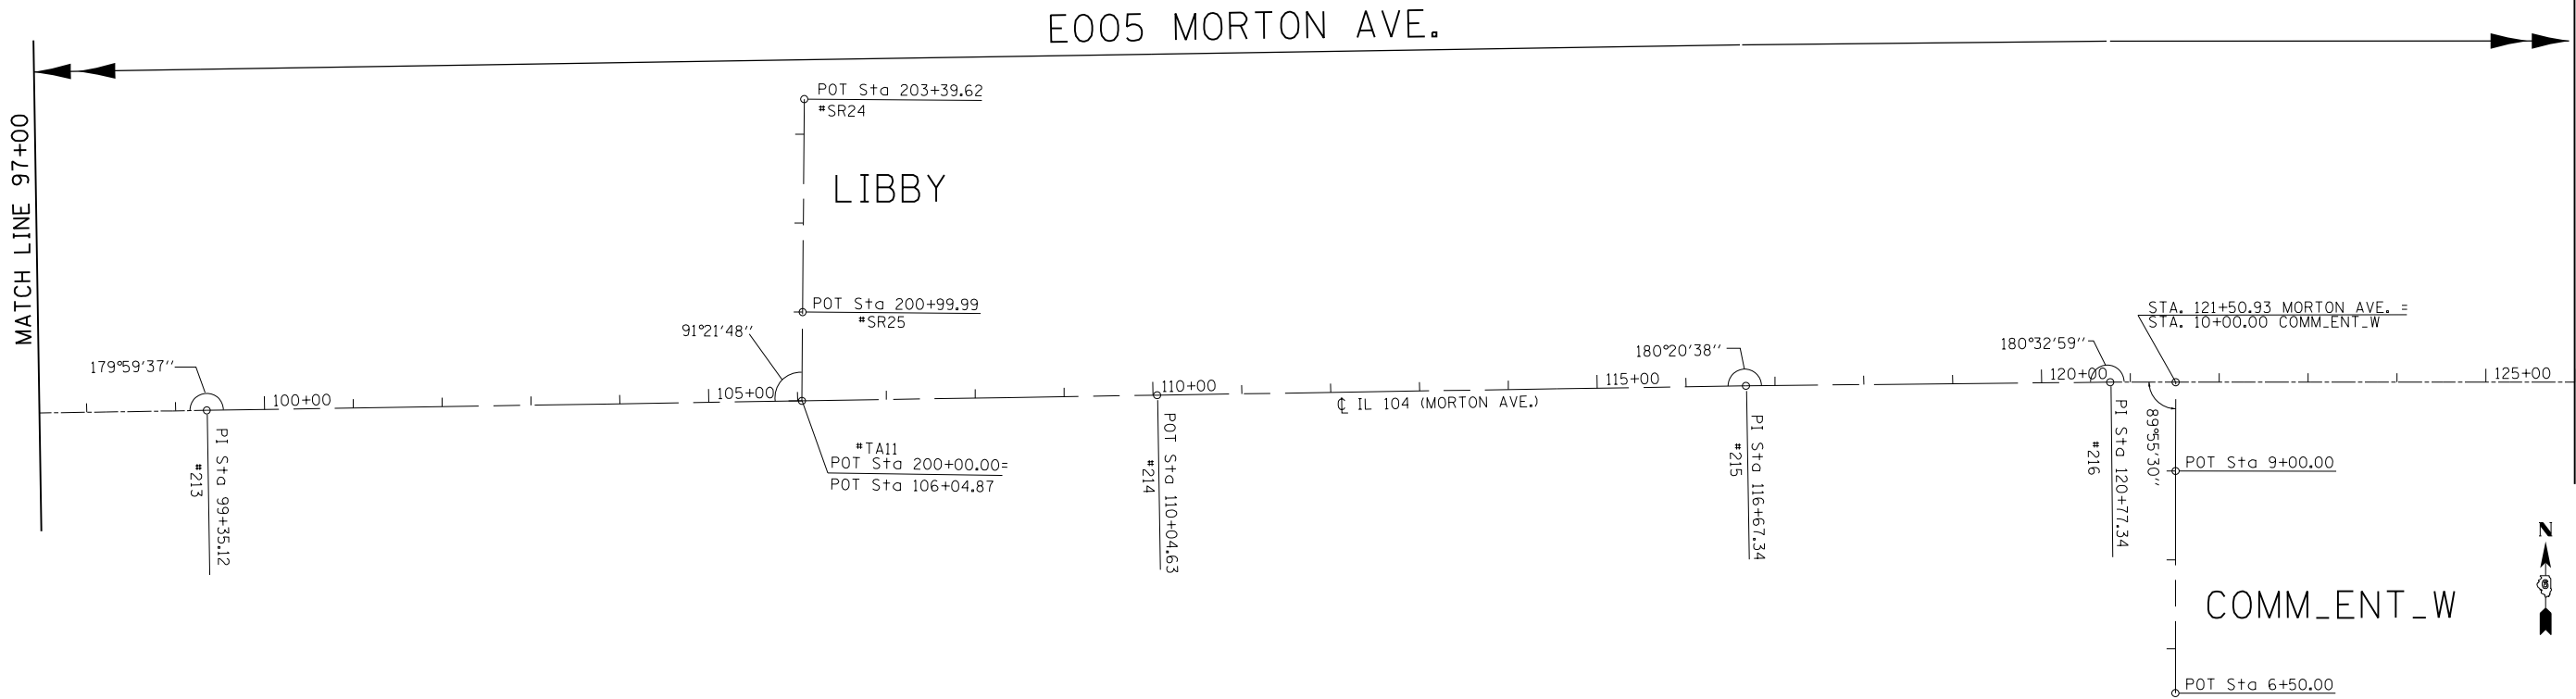 E005 MORTON AVE.
MATCH LINE 97+00
POT Sta 203+39.62
#SR24
LIBBY
POT Sta 200+99.99
#SR25
91°21'48''
179°59'37''
180°20'38''
180°32'59''
STA. 121+50.93 MORTON AVE. =
STA. 10+00.00 COMM_ENT_W
100+00
105+00
110+00
115+00
120+00
125+00
℄ IL 104 (MORTON AVE.)
PI Sta 99+35.12
#213
#TA11
POT Sta 200+00.00=
POT Sta 106+04.87
POT Sta 110+04.63
#214
PI Sta 116+67.34
#215
PI Sta 120+77.34
#216
89°55'30''
POT Sta 9+00.00
COMM_ENT_W
POT Sta 6+50.00
N